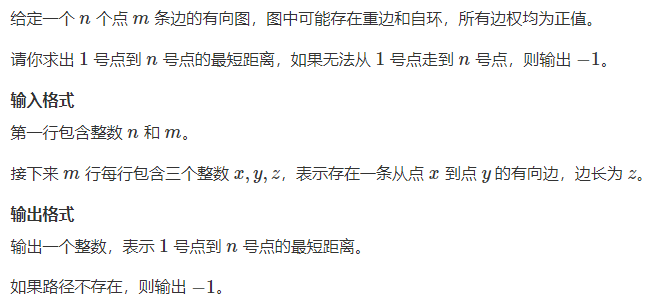 给定一个 n 个点 m 条边的有向图，图中可能存在重边和自环，所有边权均为正值。
请你求出 1 号点到 n 号点的最短距离，如果无法从 1 号点走到 n 号点，则输出 −1。
输入格式
第一行包含整数 n 和 m。
接下来 m 行每行包含三个整数 x, y, z，表示存在一条从点 x 到点 y 的有向边，边长为 z。
输出格式
输出一个整数，表示 1 号点到 n 号点的最短距离。
如果路径不存在，则输出 −1。